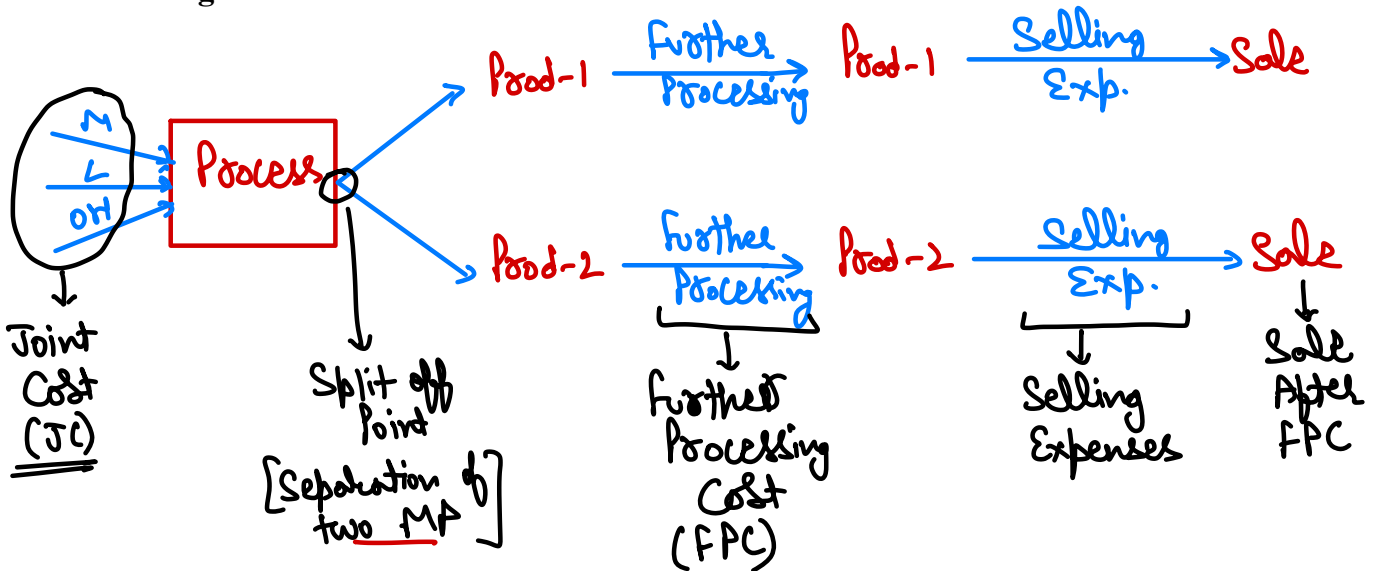 Prod-1
Further
Processing
Prod-1
Selling
Exp.
Sale
M
L
OH
Process
Prod-2
Further
Processing
Prod-2
Selling
Exp.
Sale
Joint
Cost
(JC)
Split off
Point
[Separation of
two MP]
Further
Processing
Cost
(FPC)
Selling
Expenses
Sale
After
FPC